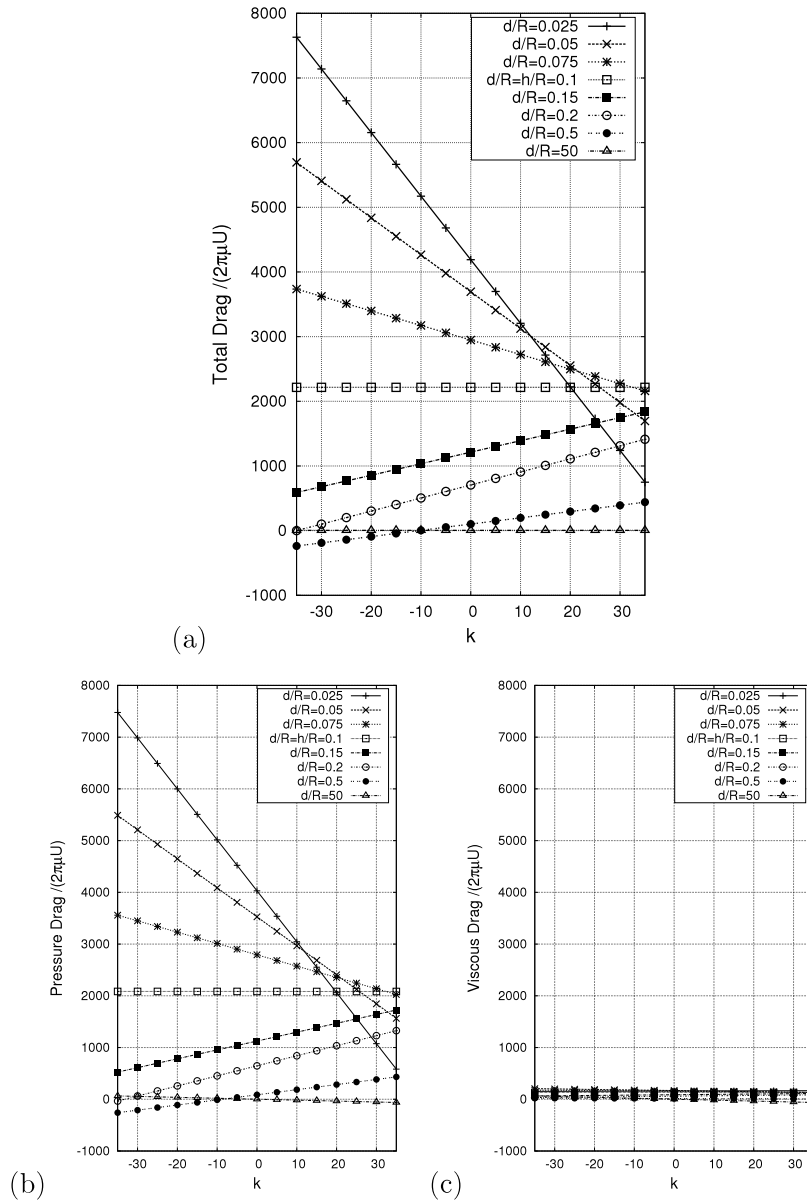 8000
7000
6000
5000
4000
3000
2000
1000
0
-1000
Total Drag /(2πμU)
d/R=0.025
d/R=0.05
d/R=0.075
d/R=h/R=0.1
d/R=0.15
d/R=0.2
d/R=0.5
d/R=50
-30 -20 -10 0 10 20 30
k
(a)
8000
7000
6000
5000
4000
3000
2000
1000
0
-1000
Pressure Drag /(2πμU)
d/R=0.025
d/R=0.05
d/R=0.075
d/R=h/R=0.1
d/R=0.15
d/R=0.2
d/R=0.5
d/R=50
-30 -20 -10 0 10 20 30
k
(b)
8000
7000
6000
5000
4000
3000
2000
1000
0
-1000
Viscous Drag /(2πμU)
d/R=0.025
d/R=0.05
d/R=0.075
d/R=h/R=0.1
d/R=0.15
d/R=0.2
d/R=0.5
d/R=50
-30 -20 -10 0 10 20 30
k
(c)